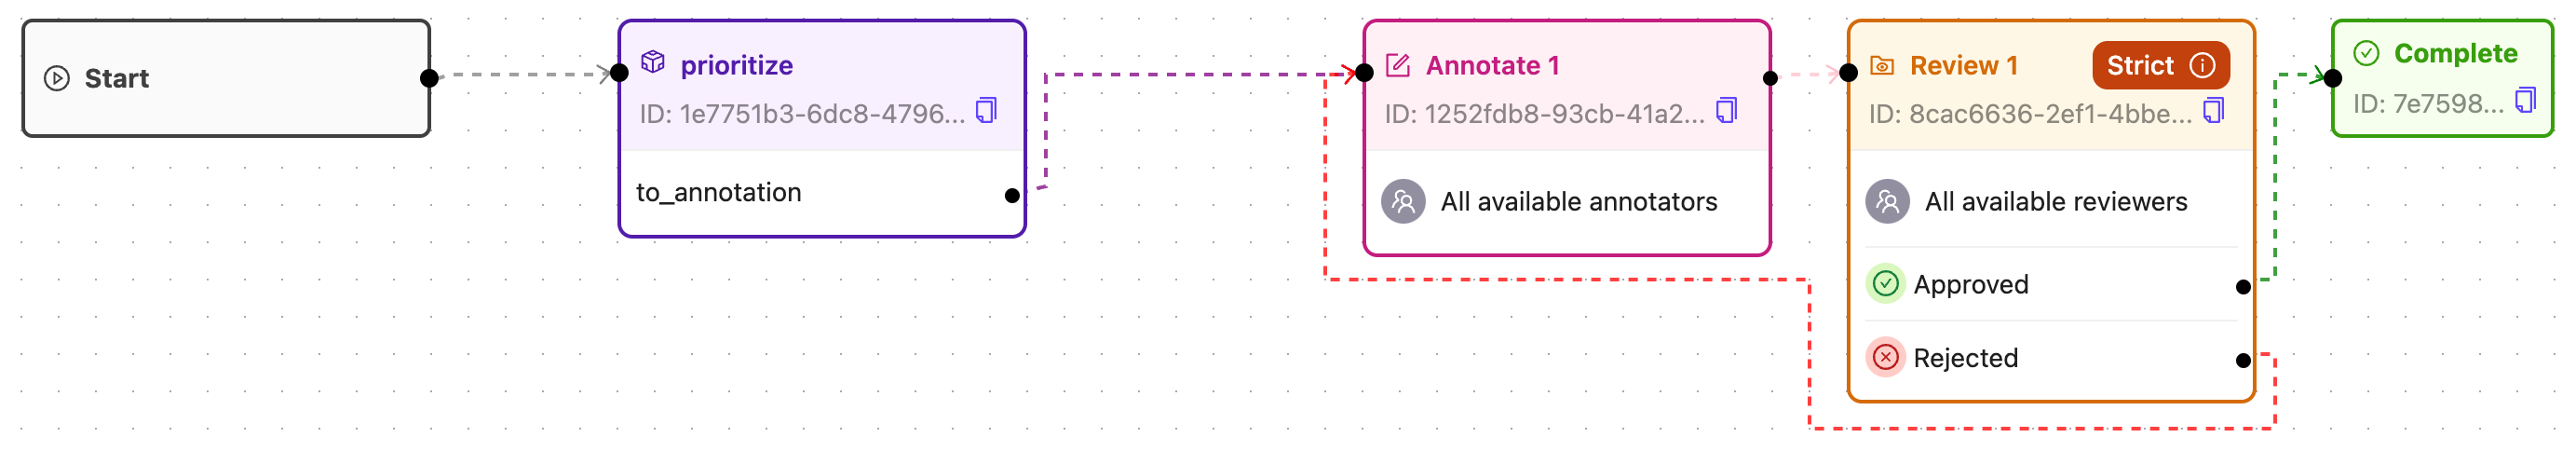 Start
prioritize
ID: 1e7751b3-6dc8-4796...
to_annotation
Annotate 1
ID: 1252fdb8-93cb-41a2...
All available annotators
Review 1
Strict
ID: 8cac6636-2ef1-4bbe...
All available reviewers
Approved
Rejected
Complete
ID: 7e7598...